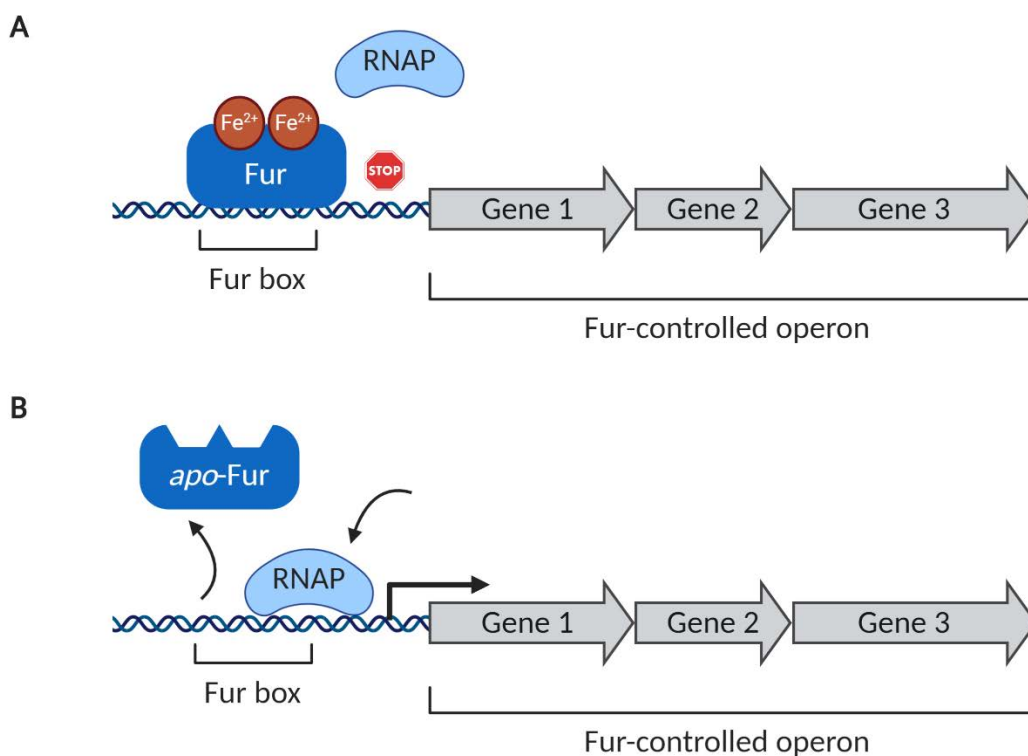 A
RNAP
Fe2+ Fe2+
Fur
STOP
Gene 1 Gene 2 Gene 3
Fur box
Fur-controlled operon
B
apo-Fur
RNAP
Gene 1 Gene 2 Gene 3
Fur box
Fur-controlled operon